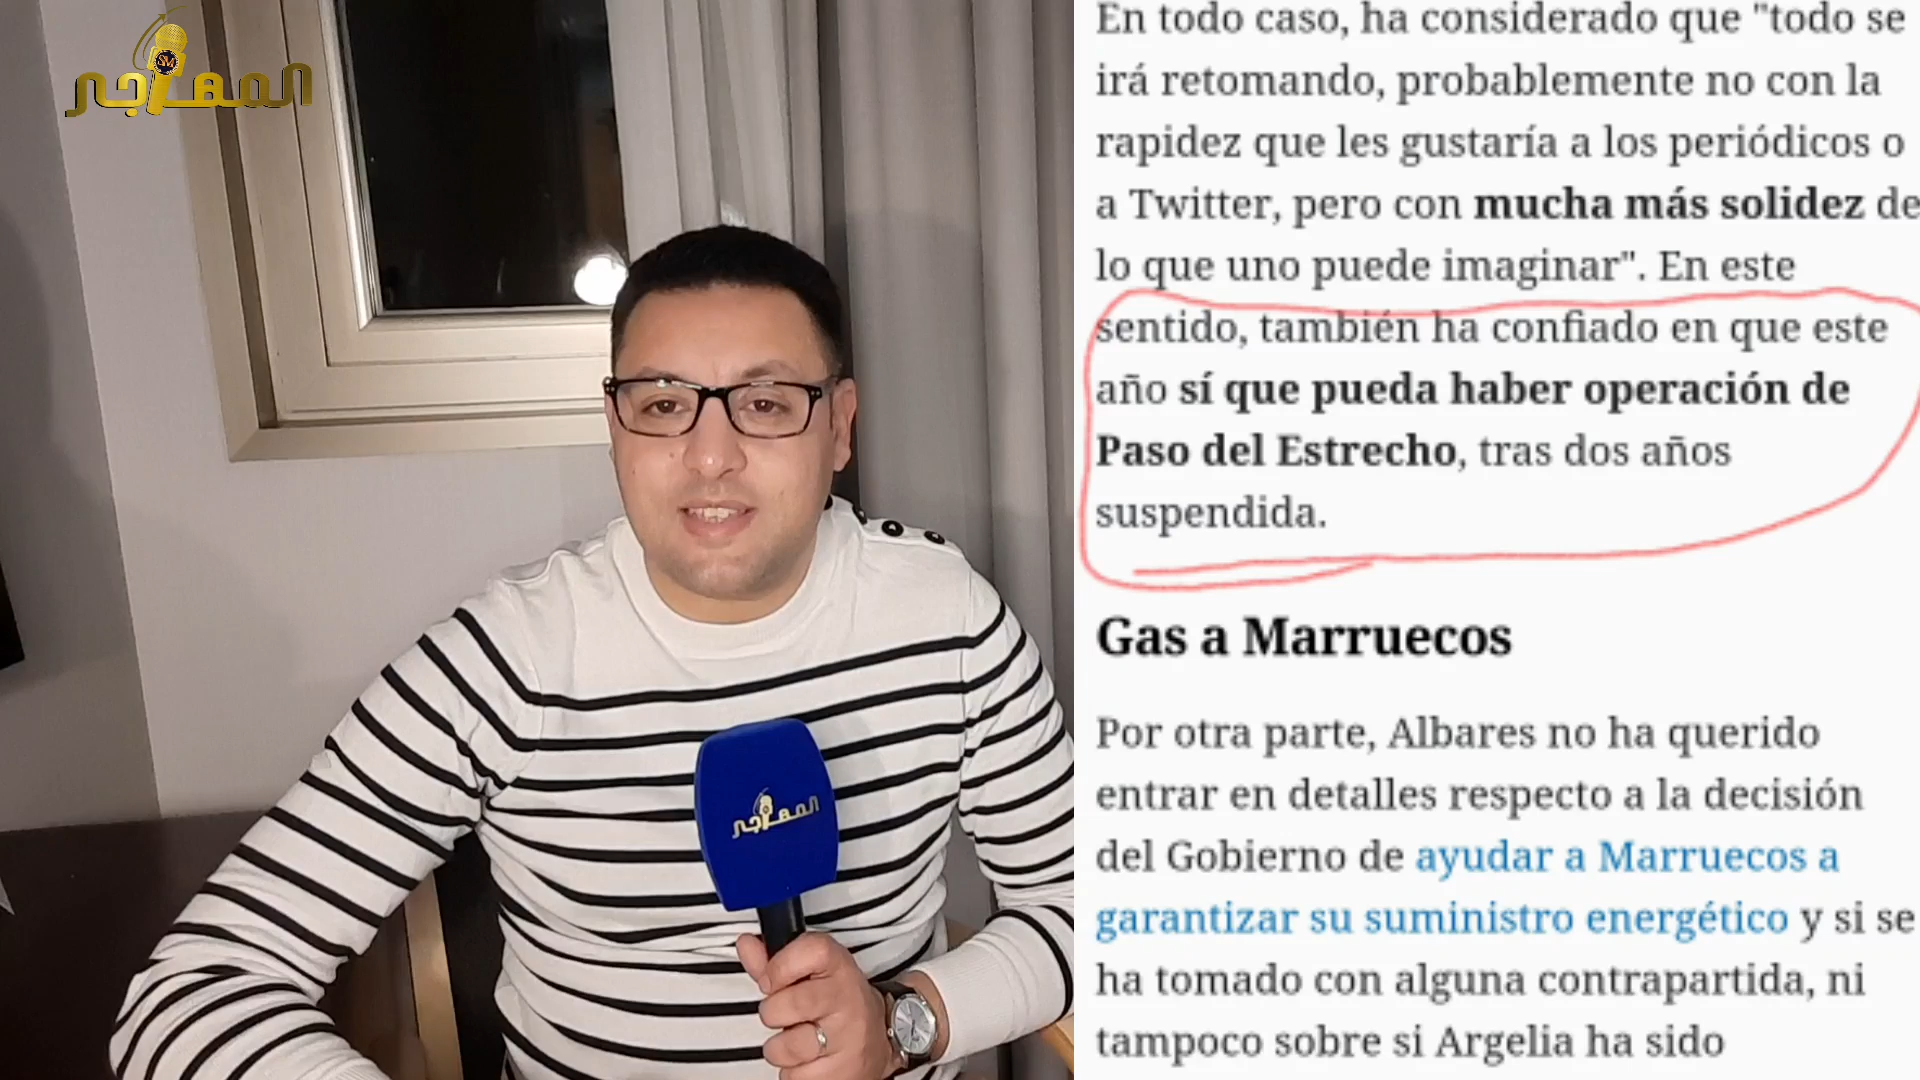 المهاجر
SM
En todo caso, ha considerado que "todo se
irá retomando, probablemente no con la
rapidez que les gustaría a los periódicos o
a Twitter, pero con mucha más solidez de
lo que uno puede imaginar". En este
sentido, también ha confiado en que este
año sí que pueda haber operación de
Paso del Estrecho, tras dos años
suspendida.
Gas a Marruecos
Por otra parte, Albares no ha querido
entrar en detalles respecto a la decisión
del Gobierno de ayudar a Marruecos a
garantizar su suministro energético y si se
ha tomado con alguna contrapartida, ni
tampoco sobre si Argelia ha sido
المهاجر